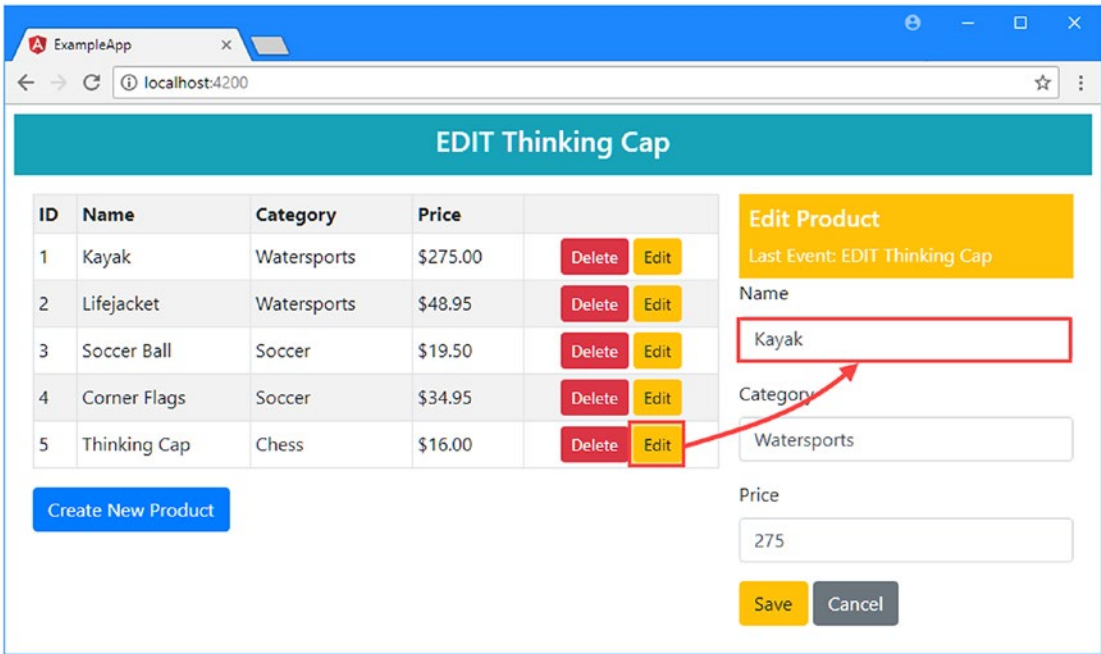 ExampleApp
localhost:4200
EDIT Thinking Cap
ID Name Category Price
1 Kayak Watersports $275.00 Delete Edit
2 Lifejacket Watersports $48.95 Delete Edit
3 Soccer Ball Soccer $19.50 Delete Edit
4 Corner Flags Soccer $34.95 Delete Edit
5 Thinking Cap Chess $16.00 Delete Edit
Create New Product
Edit Product
Last Event: EDIT Thinking Cap
Name
Kayak
Category
Watersports
Price
275
Save Cancel